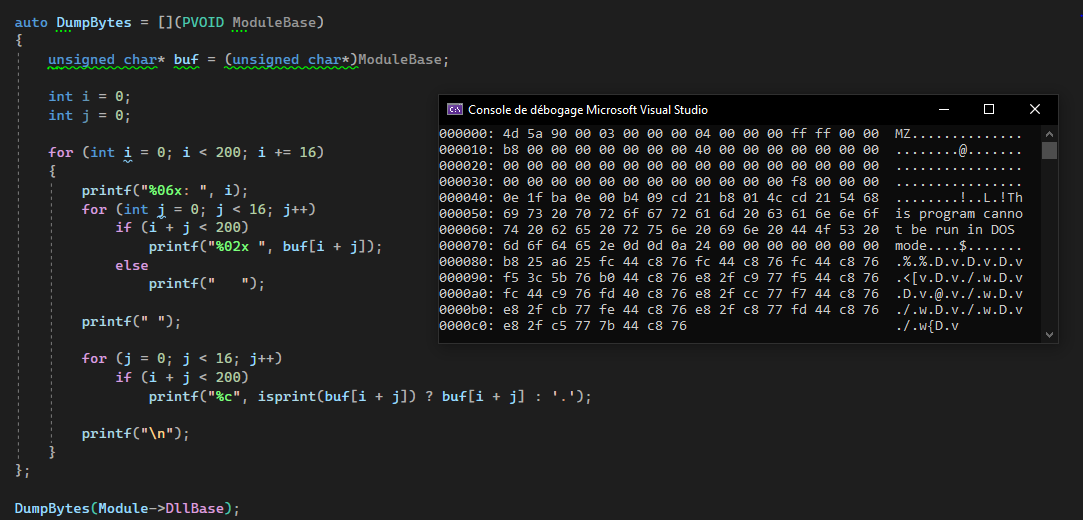 auto DumpBytes = [](PVOID ModuleBase)
{
    unsigned char* buf = (unsigned char*)ModuleBase;

    int i = 0;
    int j = 0;

    for (int i = 0; i < 200; i += 16)
    {
        printf("%06x: ", i);
        for (int j = 0; j < 16; j++)
            if (i + j < 200)
                printf("%02x ", buf[i + j]);
            else
                printf("   ");

        printf(" ");

        for (j = 0; j < 16; j++)
            if (i + j < 200)
                printf("%c", isprint(buf[i + j]) ? buf[i + j] : '.');

        printf("\n");
    }
};

DumpBytes(Module->DllBase);
Console de débogage Microsoft Visual Studio
000000: 4d 5a 90 00 03 00 00 00 04 00 00 00 ff ff 00 00  MZ..............
000010: b8 00 00 00 00 00 00 00 40 00 00 00 00 00 00 00  ........@.......
000020: 00 00 00 00 00 00 00 00 00 00 00 00 00 00 00 00  ................
000030: 00 00 00 00 00 00 00 00 00 00 00 00 f8 00 00 00  ................
000040: 0e 1f ba 0e 00 b4 09 cd 21 b8 01 4c cd 21 54 68  ........!..L.!Th
000050: 69 73 20 70 72 6f 67 72 61 6d 20 63 61 6e 6e 6f  is program canno
000060: 74 20 62 65 20 72 75 6e 20 69 6e 20 44 4f 53 20  t be run in DOS
000070: 6d 6f 64 65 2e 0d 0d 0a 24 00 00 00 00 00 00 00  mode....$.......
000080: b8 25 a6 25 fc 44 c8 76 fc 44 c8 76 fc 44 c8 76  .%.%.D.v.D.v.D.v
000090: f5 3c 5b 76 b0 44 c8 76 e8 2f c9 77 f5 44 c8 76  .<[v.D.v./.w.D.v
0000a0: fc 44 c9 76 fd 40 c8 76 e8 2f cc 77 f7 44 c8 76  .D.v.@.v./.w.D.v
0000b0: e8 2f cb 77 fe 44 c8 76 e8 2f c8 77 fd 44 c8 76  ./.w.D.v./.w.D.v
0000c0: e8 2f c5 77 7b 44 c8 76  ./.w{D.v